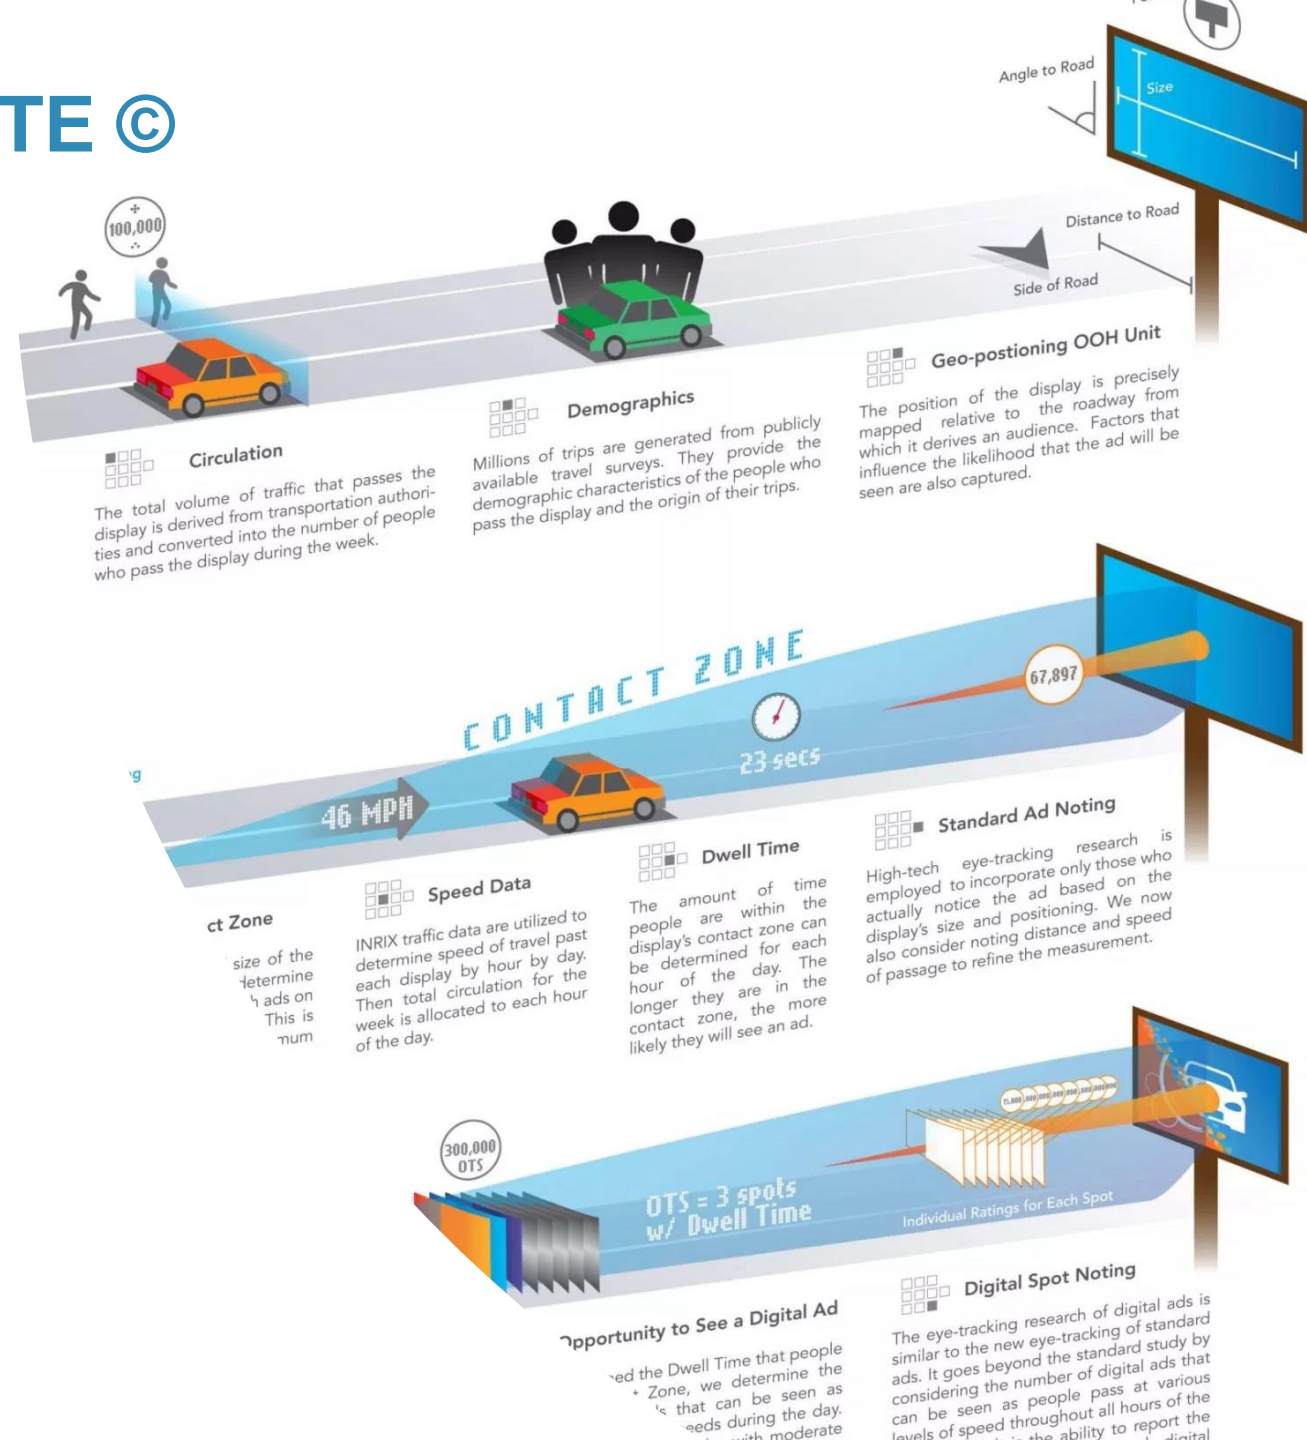 TE ©
Angle to Road
Size
100,000
Distance to Road
Side of Road
Circulation
The total volume of traffic that passes the
display is derived from transportation authori-
ties and converted into the number of people
who pass the display during the week.
Demographics
Millions of trips are generated from publicly
available travel surveys. They provide the
demographic characteristics of the people who
pass the display and the origin of their trips.
Geo-postioning OOH Unit
The position of the display is precisely
mapped relative to the roadway from
which it derives an audience. Factors that
influence the likelihood that the ad will be
seen are also captured.
CONTACT ZONE
67,897
23 secs
46 MPH
ct Zone
size of the
determine
ads on
This is
Speed Data
INRIX traffic data are utilized to
determine speed of travel past
each display by hour by day.
Then total circulation for the
week is allocated to each hour
of the day.
Dwell Time
The amount of time
people are within the
display's contact zone can
be determined for each
hour of the day. The
longer they are in the
contact zone, the more
likely they will see an ad.
Standard Ad Noting
High-tech eye-tracking research is
employed to incorporate only those who
actually notice the ad based on the
display's size and positioning. We now
also consider noting distance and speed
of passage to refine the measurement.
300,000
OTS
OTS = 3 spots
w/ Dwell Time
Individual Ratings for Each Spot
Opportunity to See a Digital Ad
the Dwell Time that people
Zone, we determine the
that can be seen as
during the day.
with moderate
Digital Spot Noting
The eye-tracking research of digital ads is
similar to the new eye-tracking of standard
ads. It goes beyond the standard study by
considering the number of digital ads that
can be seen as people pass at various
levels of speed throughout all hours of the
the ability to report the
digital